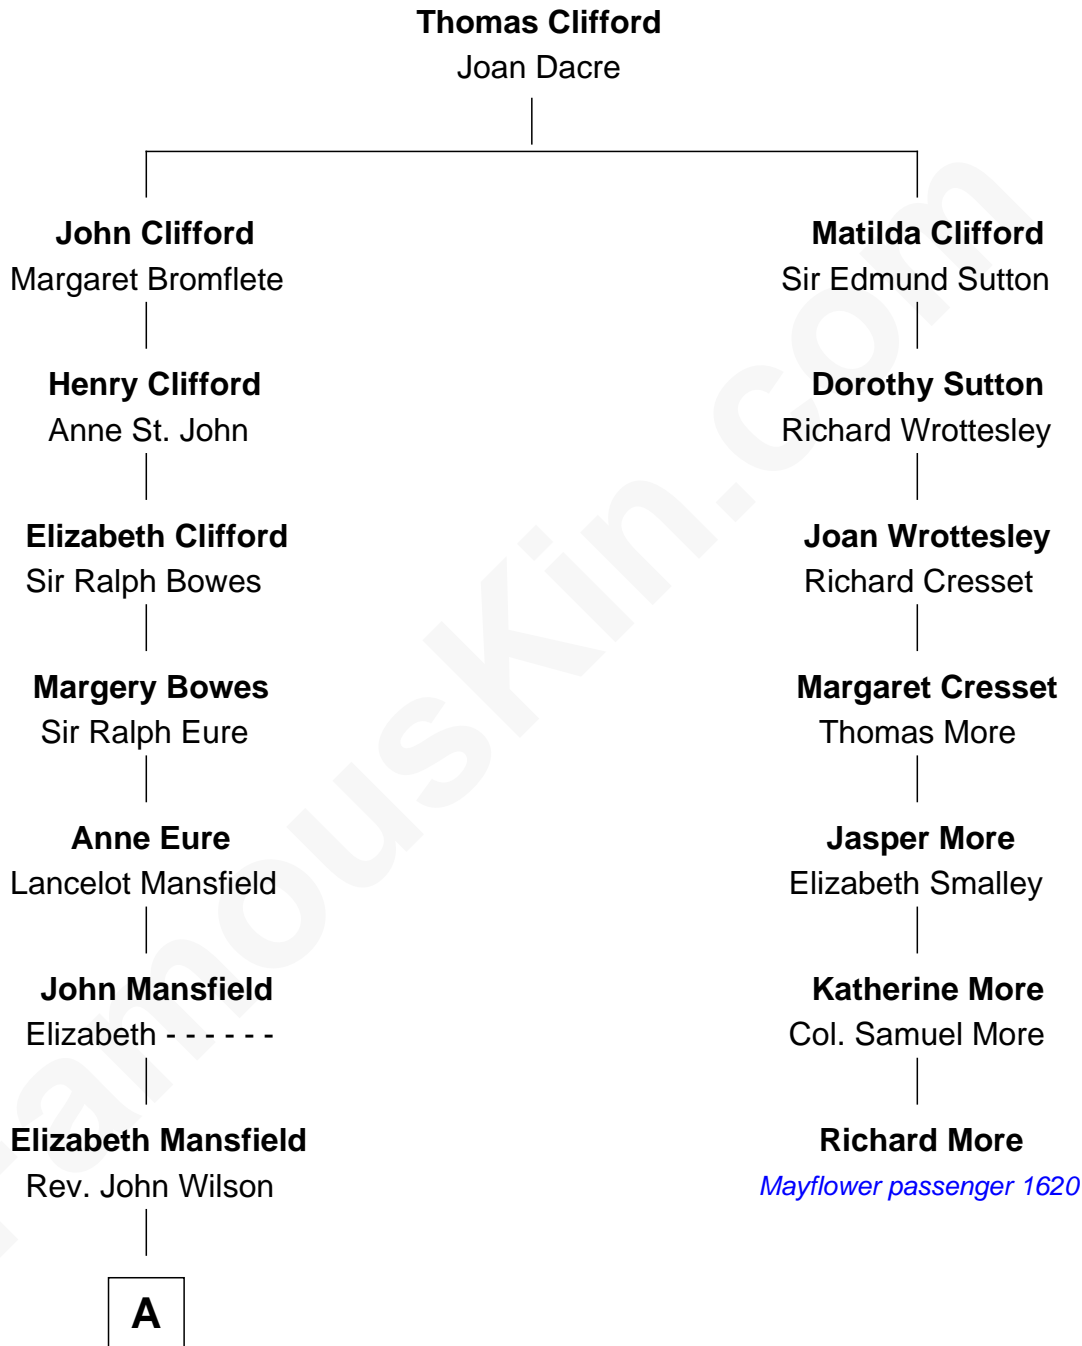 Thomas Clifford
Joan Dacre
John Clifford
Margaret Bromflete
Matilda Clifford
Sir Edmund Sutton
Henry Clifford
Anne St. John
Dorothy Sutton
Richard Wrottesley
Elizabeth Clifford
Sir Ralph Bowes
Joan Wrottesley
Richard Cresset
Margery Bowes
Sir Ralph Eure
Margaret Cresset
Thomas More
Anne Eure
Lancelot Mansfield
Jasper More
Elizabeth Smalley
John Mansfield
Elizabeth - - - - - -
Katherine More
Col. Samuel More
Elizabeth Mansfield
Rev. John Wilson
Richard More
Mayflower passenger 1620
A
FamousKin.com